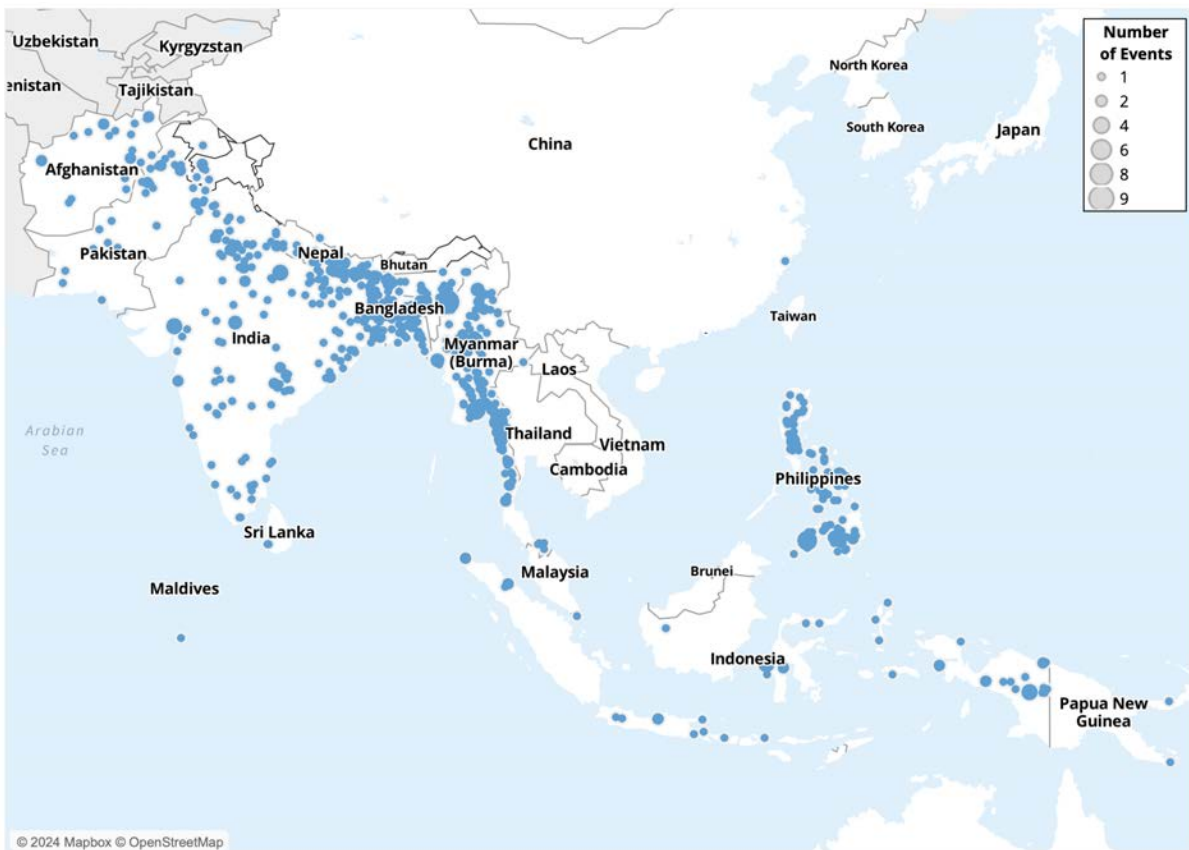 Uzbekistan
Kyrgyzstan
enistan
Tajikistan
North Korea
South Korea
Japan
China
Afghanistan
Pakistan
Nepal
Bhutan
Bangladesh
India
Myanmar
(Burma)
Taiwan
Laos
Arabian
Sea
Thailand
Vietnam
Cambodia
Philippines
Sri Lanka
Malaysia
Brunei
Maldives
Indonesia
Papua New
Guinea
Number
of Events
1
2
4
6
8
9
© 2024 Mapbox © OpenStreetMap